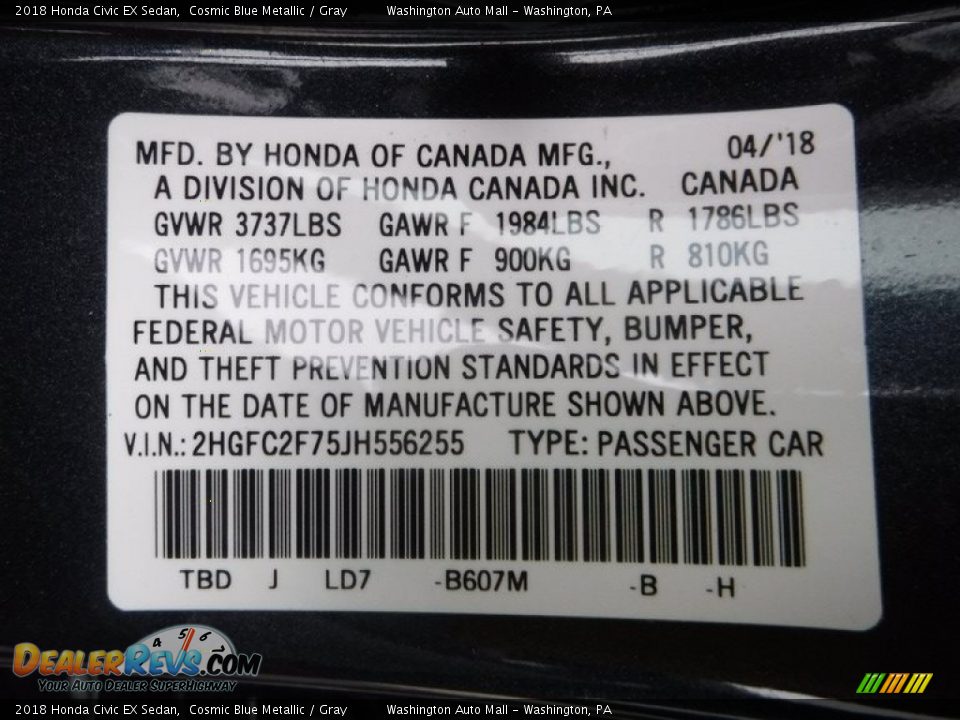 2018 Honda Civic EX Sedan, Cosmic Blue Metallic / Gray Washington Auto Mall - Washington, PA
MFD. BY HONDA OF CANADA MFG., 04/'18
A DIVISION OF HONDA CANADA INC. CANADA
GVWR 3737LBS GAWR F 1984LBS R 1786LBS
GVWR 1695KG GAWR F 900KG R 810KG
THIS VEHICLE CONFORMS TO ALL APPLICABLE
FEDERAL MOTOR VEHICLE SAFETY, BUMPER,
AND THEFT PREVENTION STANDARDS IN EFFECT
ON THE DATE OF MANUFACTURE SHOWN ABOVE.
V.I.N.: 2HGFC2F75JH556255 TYPE: PASSENGER CAR
TBD J LD7 -B607M -B -H
4 5 6 7
DEALERREVS.COM
YOUR AUTO DEALER SUPERHIGHWAY
2018 Honda Civic EX Sedan, Cosmic Blue Metallic / Gray Washington Auto Mall - Washington, PA